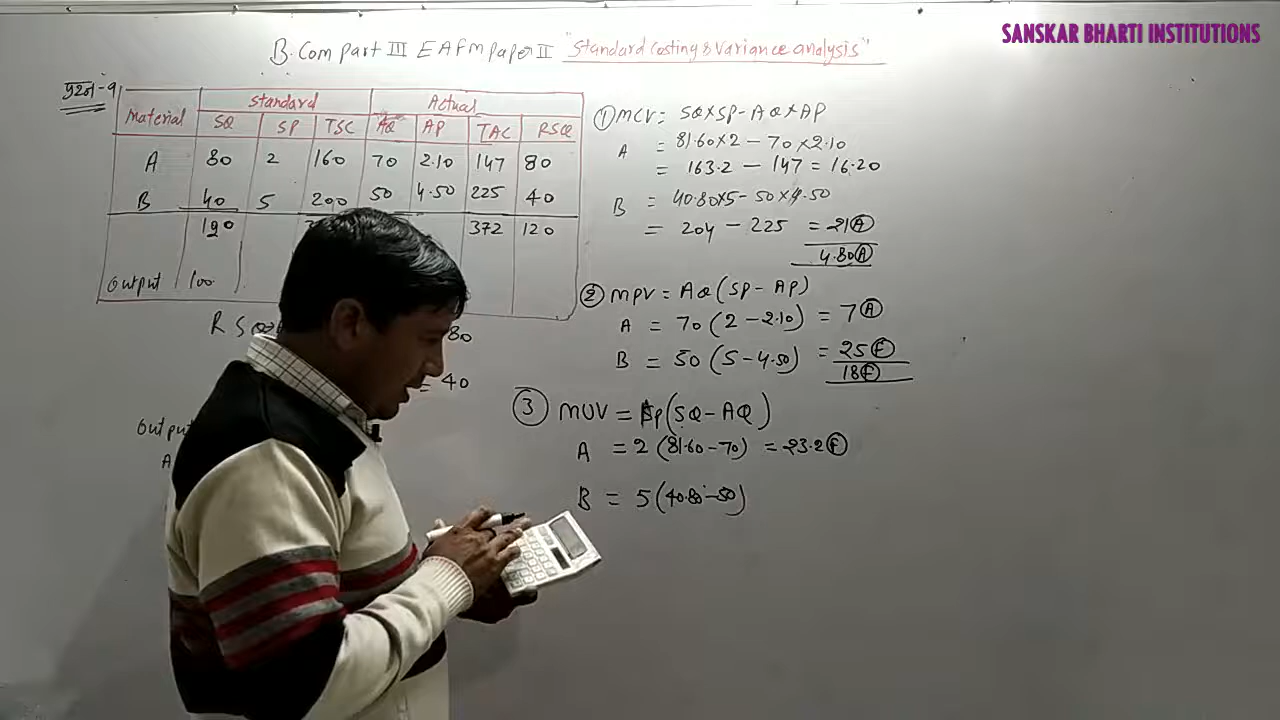 SANSKAR BHARTI INSTITUTIONS
B.Com part III EAFM paper II "Standard costing & variance analysis"
प्रश्न-9
Material Standard Actual
SQ SP TSC AQ AP TAC RSQ
A 80 2 160 70 2.10 147 80
B 40 5 200 50 4.50 225 40
120 372 120
Output 100
RSQ 80
= 40
Output
A
① MCV = SQ×SP - AQ×AP
A = 81.60×2 - 70×2.10
= 163.2 - 147 = 16.20
B = 40.80×5 - 50×4.50
= 204 - 225 = 21Ⓐ
4.80Ⓐ
② MPV = AQ(SP - AP)
A = 70(2 - 2.10) = 7Ⓐ
B = 50(5 - 4.50) = 25Ⓕ
18Ⓕ
③ MUV = SP(SQ - AQ)
A = 2(81.60 - 70) = 23.2Ⓕ
B = 5(40.80 - 50)